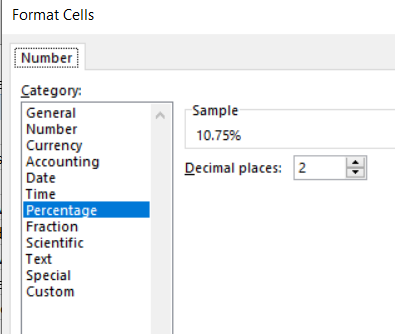 Format Cells
Number
Category:
General
Number
Currency
Accounting
Date
Time
Percentage
Fraction
Scientific
Text
Special
Custom
Sample
10.75%
Decimal places: 2